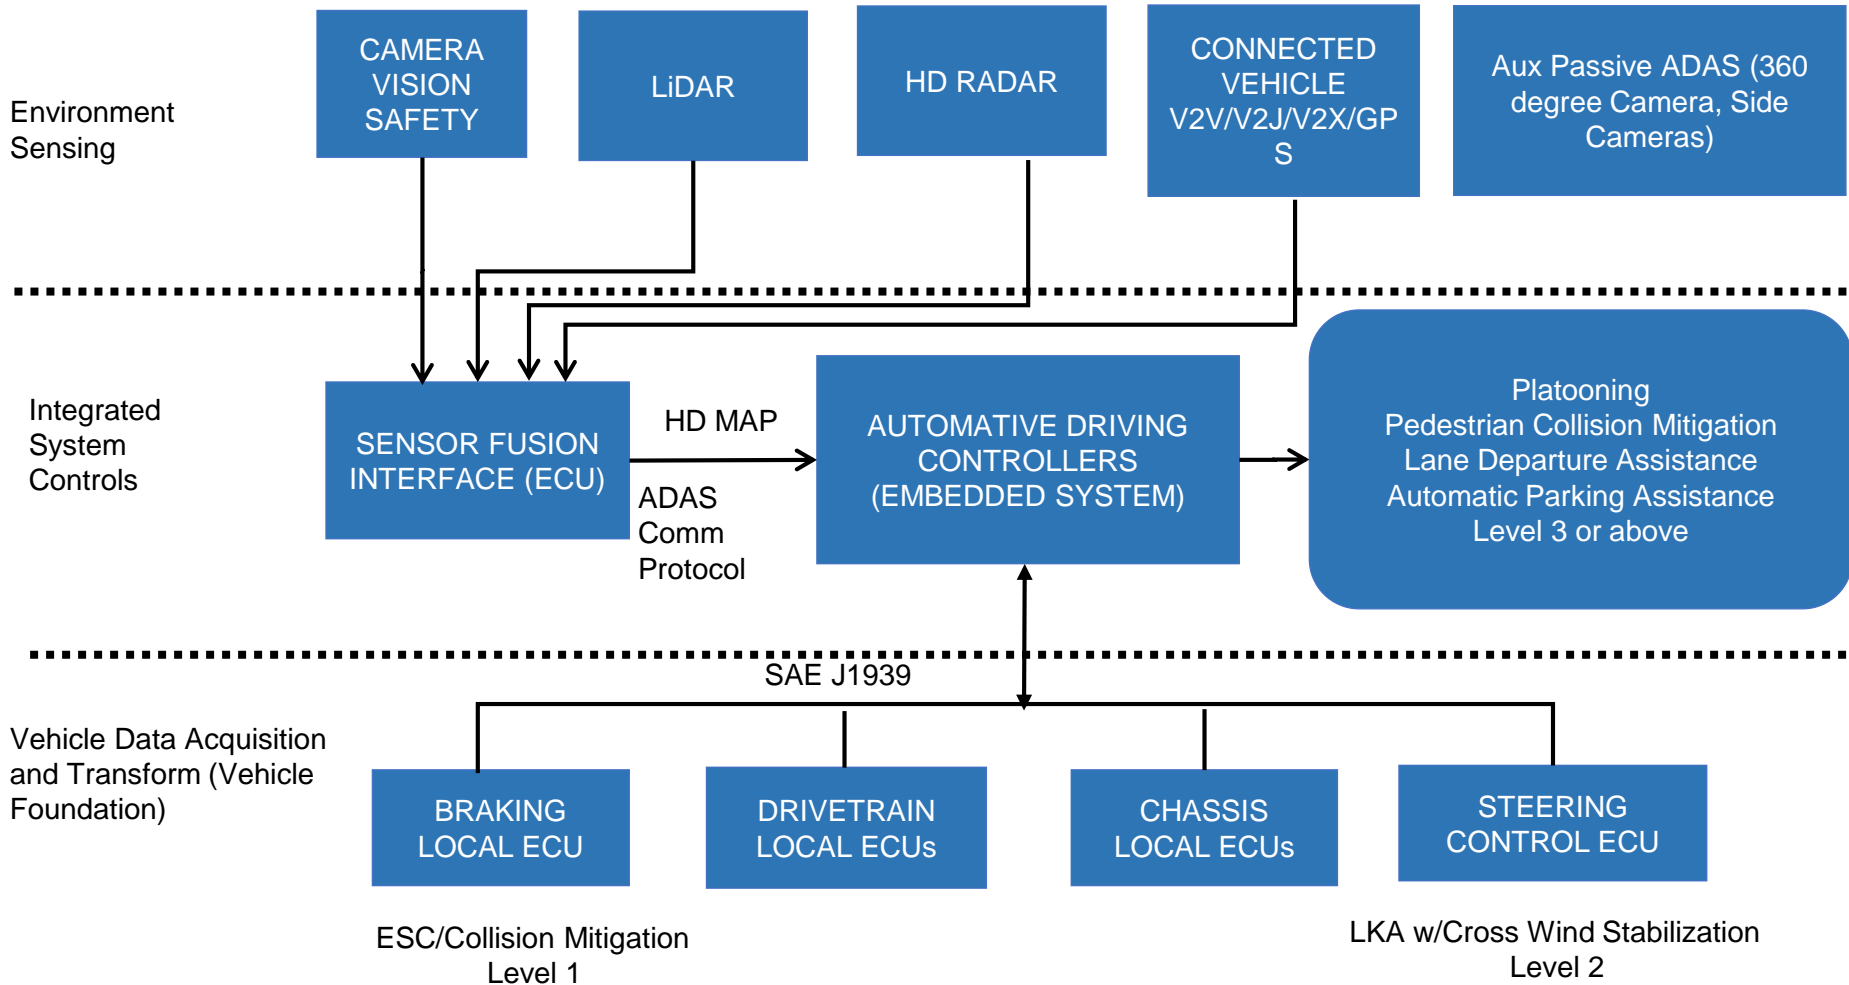 CAMERA
VISION
SAFETY
LiDAR
HD RADAR
CONNECTED
VEHICLE
V2V/V2J/V2X/GP
S
Aux Passive ADAS (360
degree Camera, Side
Cameras)
Environment
Sensing
Integrated
System
Controls
SENSOR FUSION
INTERFACE (ECU)
HD MAP
ADAS
Comm
Protocol
AUTOMATIVE DRIVING
CONTROLLERS
(EMBEDDED SYSTEM)
Platooning
Pedestrian Collision Mitigation
Lane Departure Assistance
Automatic Parking Assistance
Level 3 or above
SAE J1939
Vehicle Data Acquisition
and Transform (Vehicle
Foundation)
BRAKING
LOCAL ECU
DRIVETRAIN
LOCAL ECUs
CHASSIS
LOCAL ECUs
STEERING
CONTROL ECU
ESC/Collision Mitigation
Level 1
LKA w/Cross Wind Stabilization
Level 2